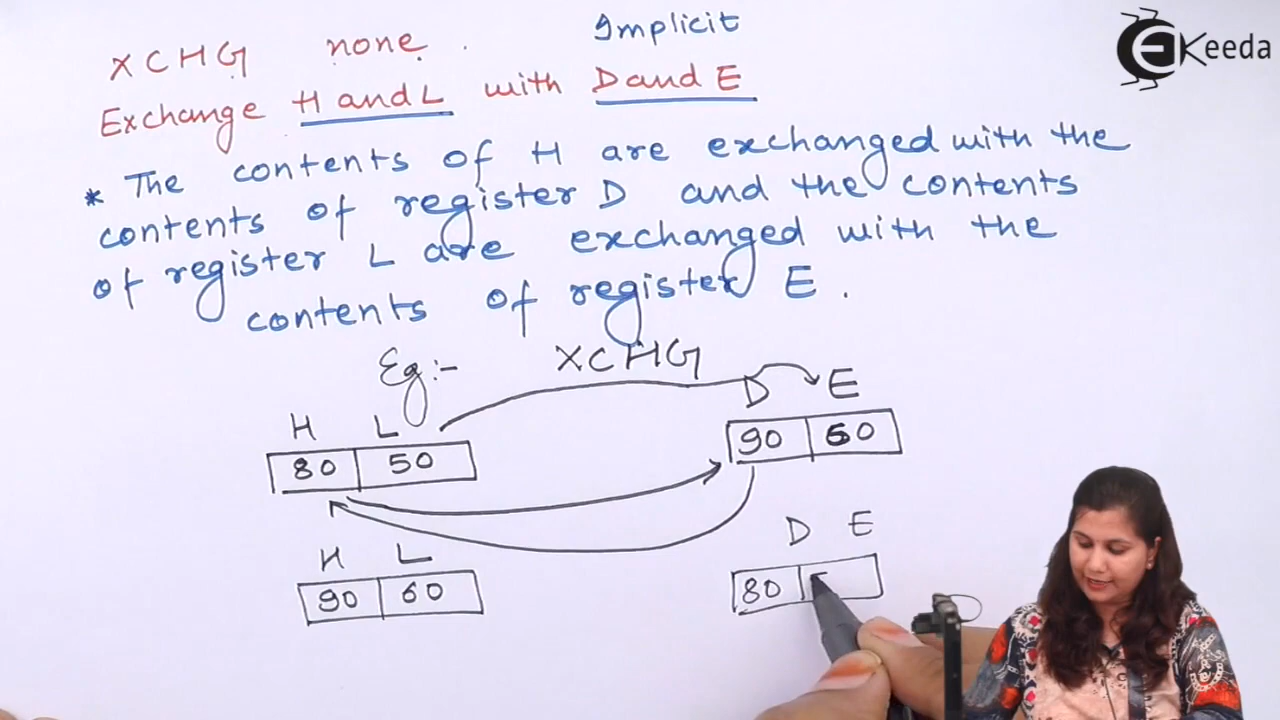 XCHG none. Implicit
EKeeda
Exchange H and L with D and E
* The contents of H are exchanged with the
contents of register D and the contents
of register L are exchanged with the
contents of register E.
Eg:- XCHG
D E
H L
90 60
80 50
D E
H L
80
90 60